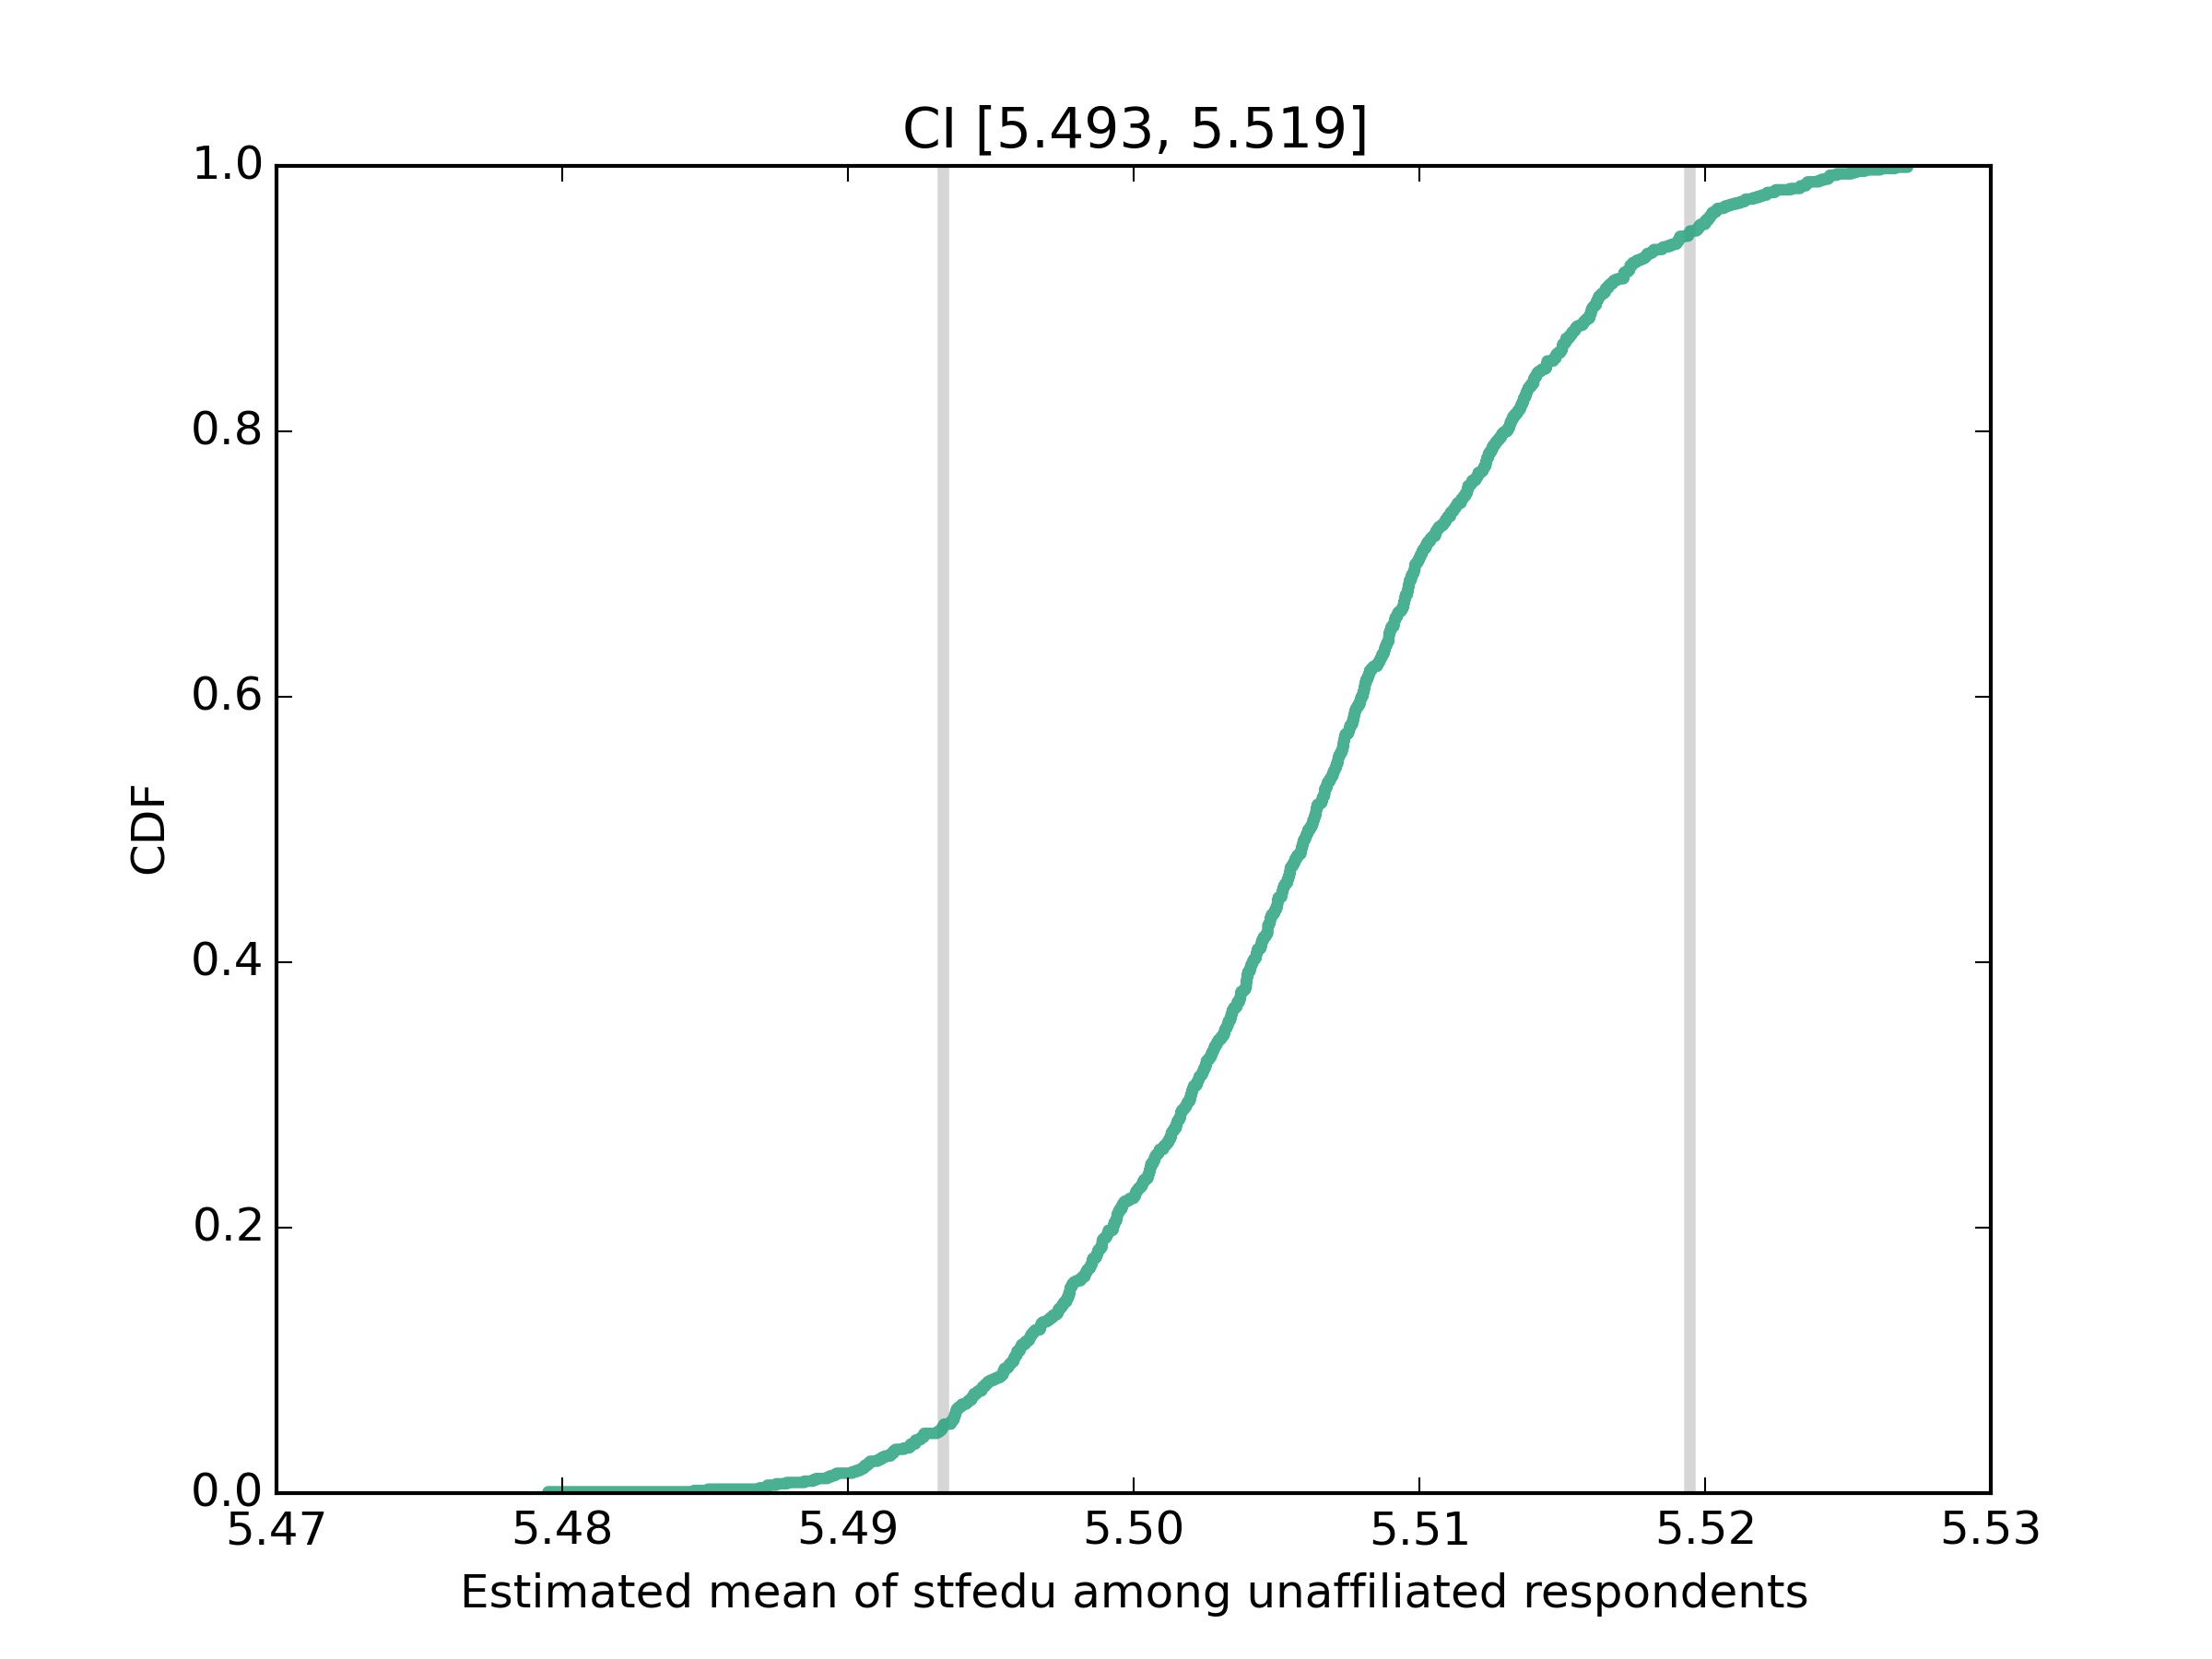 CI [5.493, 5.519]
1.0
0.8
0.6
0.4
0.2
0.0
CDF
5.47 5.48 5.49 5.50 5.51 5.52 5.53
Estimated mean of stfedu among unaffiliated respondents